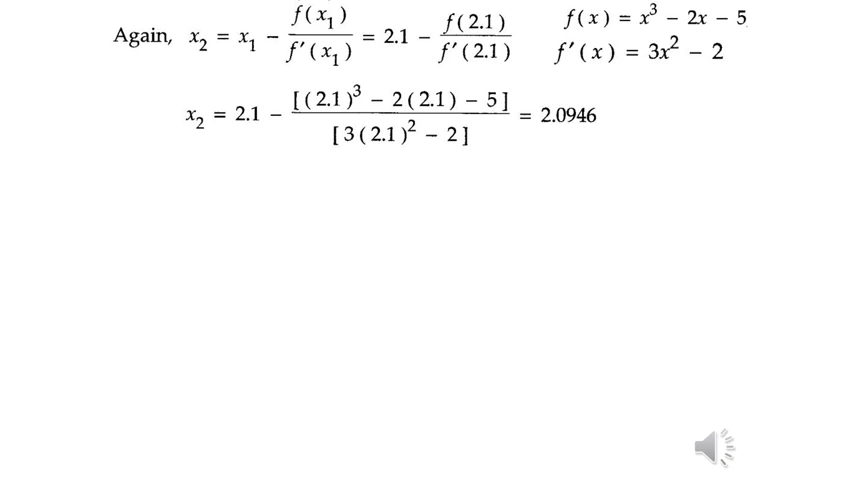 Again, x₂ = x₁ − f(x₁) / f′(x₁) = 2.1 − f(2.1) / f′(2.1)
f(x) = x³ − 2x − 5
f′(x) = 3x² − 2
x₂ = 2.1 − [(2.1)³ − 2(2.1) − 5] / [3(2.1)² − 2] = 2.0946